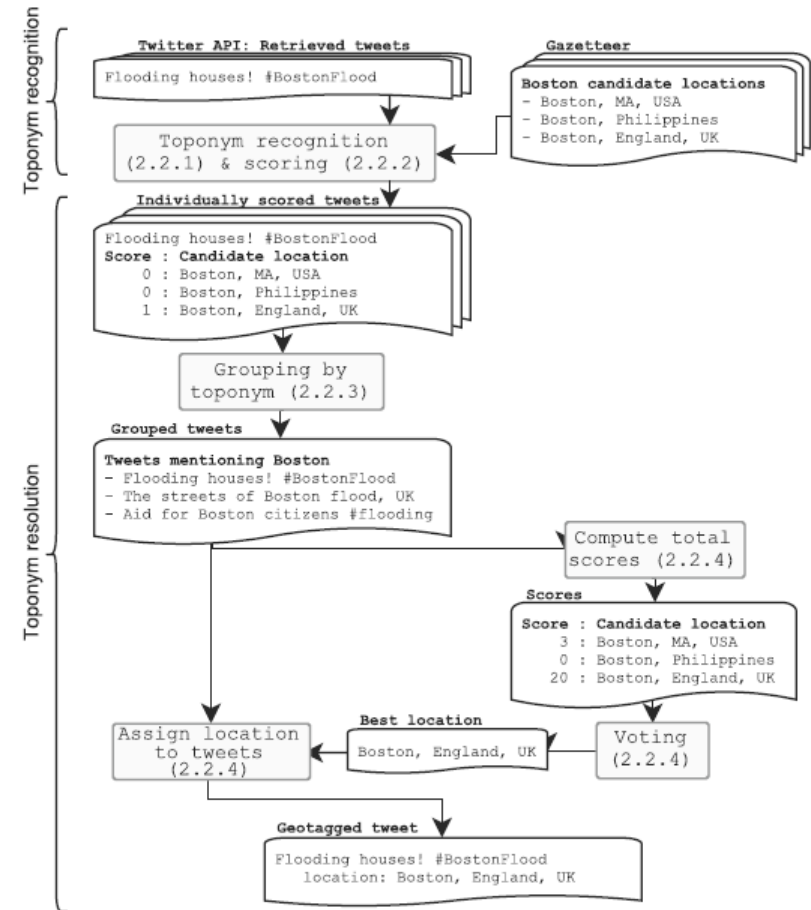 Toponym recognition
Twitter API: Retrieved tweets
Flooding houses! #BostonFlood
Gazetteer
Boston candidate locations
- Boston, MA, USA
- Boston, Philippines
- Boston, England, UK
Toponym recognition
(2.2.1) & scoring (2.2.2)
Toponym resolution
Individually scored tweets
Flooding houses! #BostonFlood
Score : Candidate location
0 : Boston, MA, USA
0 : Boston, Philippines
1 : Boston, England, UK
Grouping by
toponym (2.2.3)
Grouped tweets
Tweets mentioning Boston
- Flooding houses! #BostonFlood
- The streets of Boston flood, UK
- Aid for Boston citizens #flooding
Compute total
scores (2.2.4)
Scores
Score : Candidate location
3 : Boston, MA, USA
0 : Boston, Philippines
20 : Boston, England, UK
Voting
(2.2.4)
Best location
Boston, England, UK
Assign location
to tweets
(2.2.4)
Geotagged tweet
Flooding houses! #BostonFlood
location: Boston, England, UK